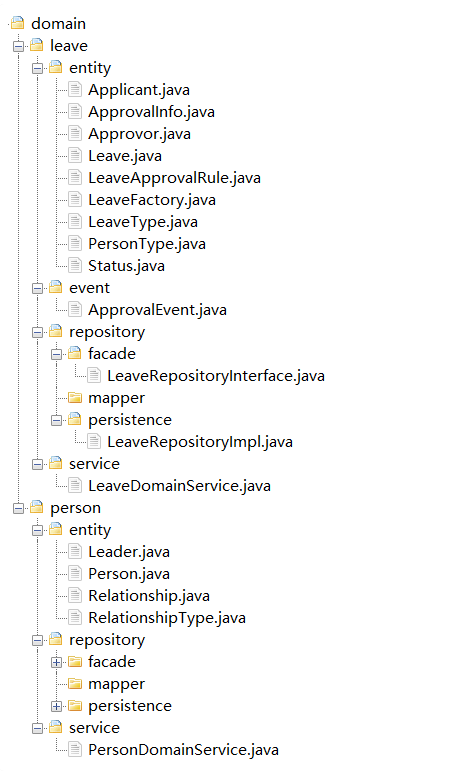 domain
leave
entity
Applicant.java
ApprovalInfo.java
Approvor.java
Leave.java
LeaveApprovalRule.java
LeaveFactory.java
LeaveType.java
PersonType.java
Status.java
event
ApprovalEvent.java
repository
facade
LeaveRepositoryInterface.java
mapper
persistence
LeaveRepositoryImpl.java
service
LeaveDomainService.java
person
entity
Leader.java
Person.java
Relationship.java
RelationshipType.java
repository
facade
mapper
persistence
service
PersonDomainService.java